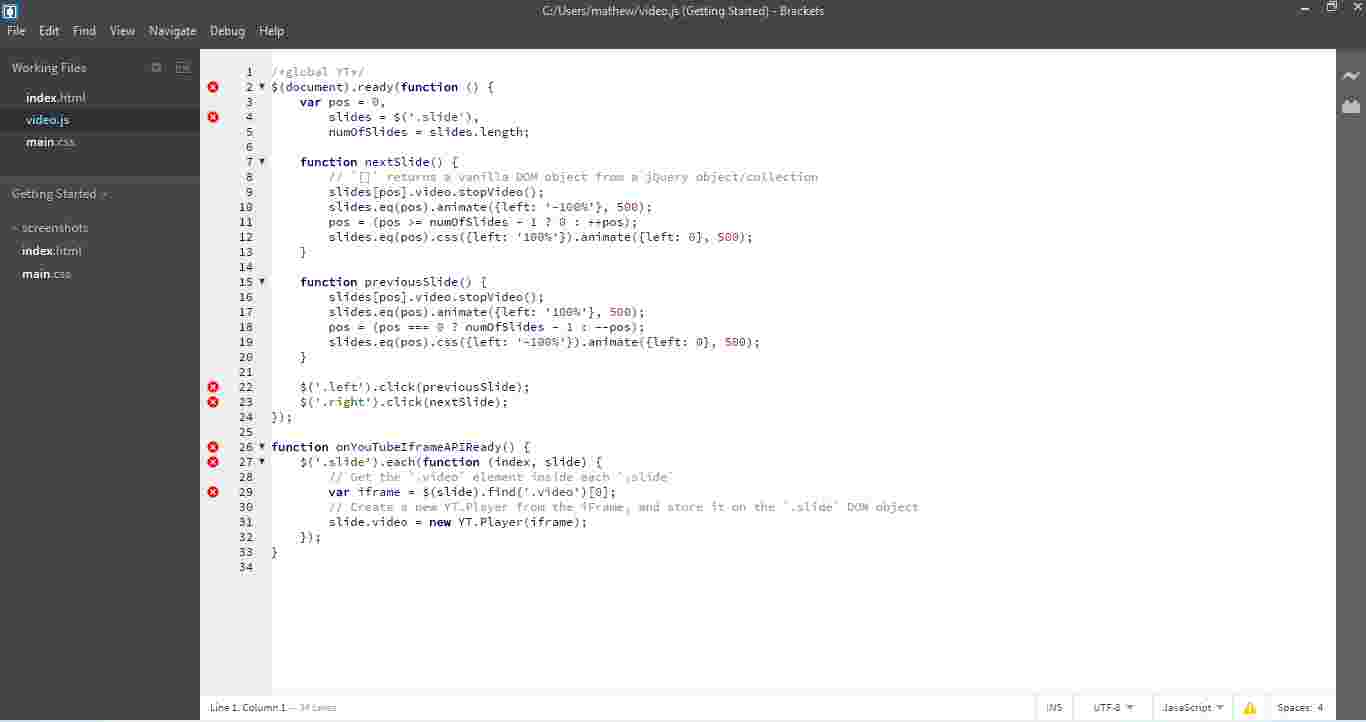 C:/Users/mathew/video.js (Getting Started) - Brackets
File Edit Find View Navigate Debug Help
Working Files
index.html
video.js
main.css
Getting Started
screenshots
index.html
main.css
1 /*global YT*/
2 $(document).ready(function () {
3 var pos = 0,
4 slides = $('.slide'),
5 numOfSlides = slides.length;
6
7 function nextSlide() {
8 // `[]` returns a vanilla DOM object from a jQuery object/collection
9 slides[pos].video.stopVideo();
10 slides.eq(pos).animate({left: '-100%'}, 500);
11 pos = (pos >= numOfSlides - 1 ? 0 : ++pos);
12 slides.eq(pos).css({left: '100%'}).animate({left: 0}, 500);
13 }
14
15 function previousSlide() {
16 slides[pos].video.stopVideo();
17 slides.eq(pos).animate({left: '100%'}, 500);
18 pos = (pos === 0 ? numOfSlides - 1 : --pos);
19 slides.eq(pos).css({left: '-100%'}).animate({left: 0}, 500);
20 }
21
22 $('.left').click(previousSlide);
23 $('.right').click(nextSlide);
24 });
25
26 function onYouTubeIframeAPIReady() {
27 $('.slide').each(function (index, slide) {
28 // Get the `.video` element inside each `.slide`
29 var iframe = $(slide).find('.video')[0];
30 // Create a new YT.Player from the iFrame, and store it on the `.slide` DOM object
31 slide.video = new YT.Player(iframe);
32 });
33 }
34
Line 1, Column 1 — 34 Lines
INS UTF-8 JavaScript Spaces: 4